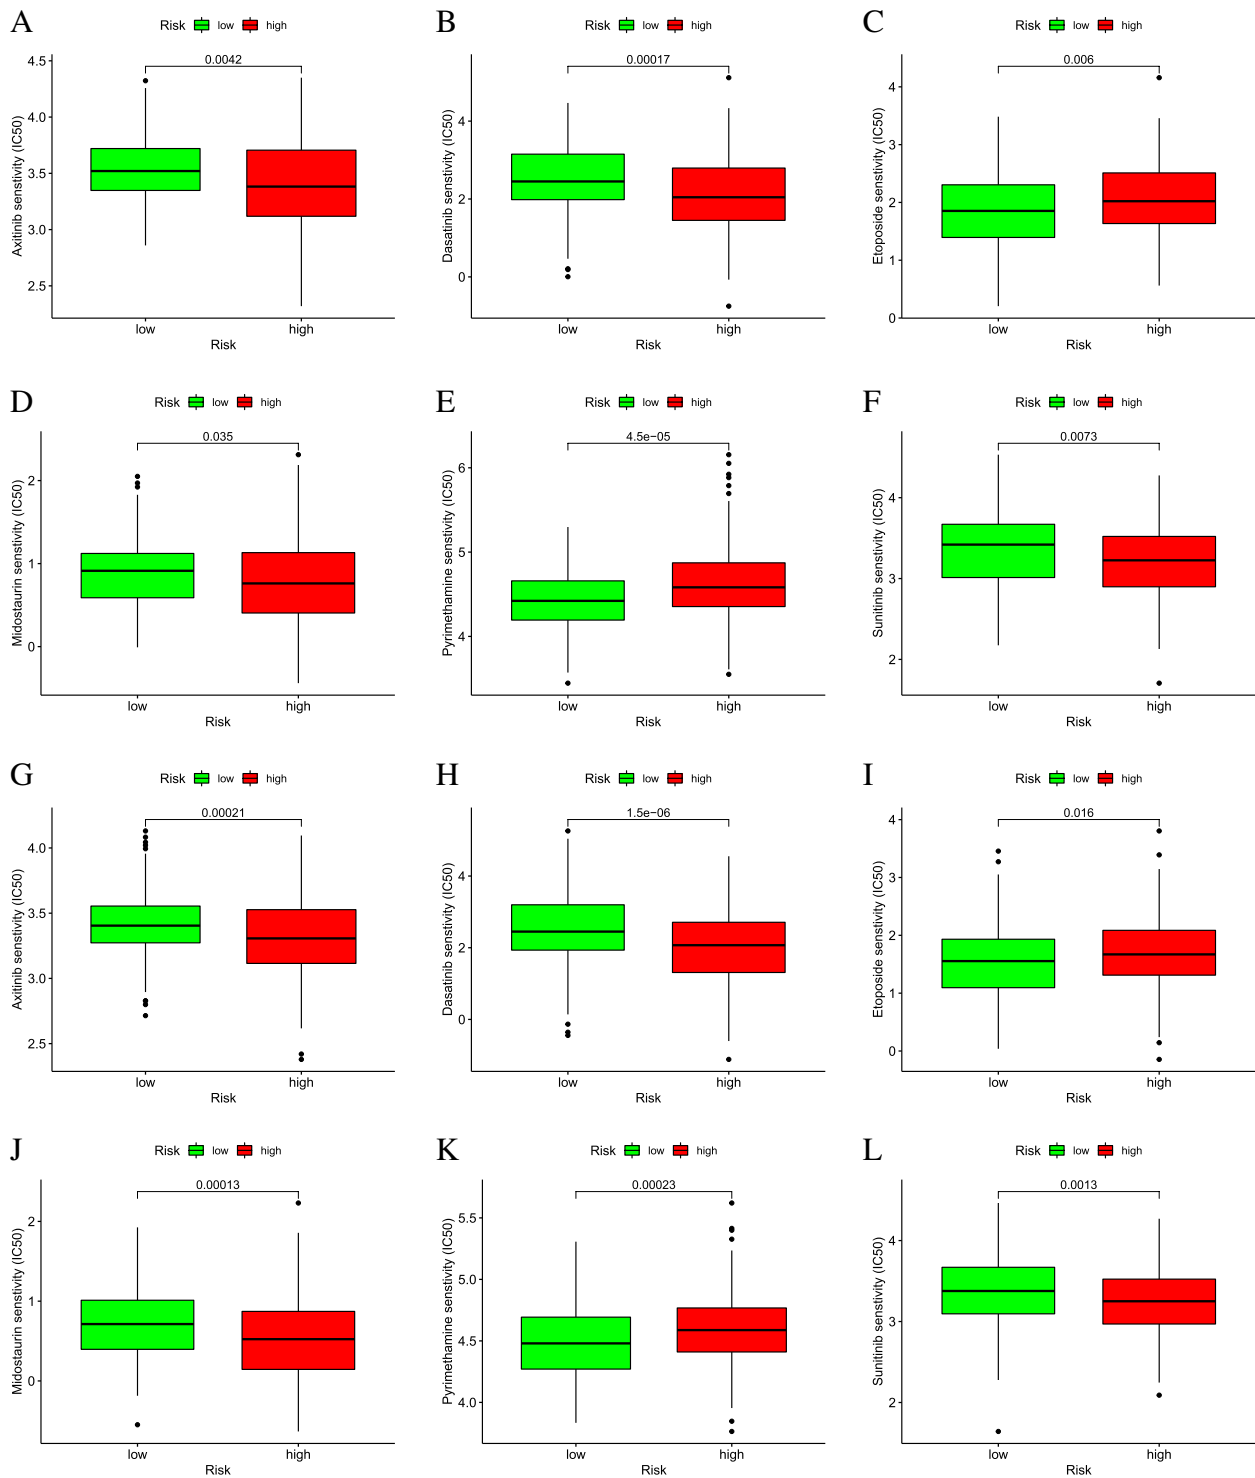 A
Risk low high
0.0042
Axitinib senstivity (IC50)
4.5
4.0
3.5
3.0
2.5
low high
Risk
B
Risk low high
0.00017
Dasatinib senstivity (IC50)
4
2
0
low high
Risk
C
Risk low high
0.006
Etoposide senstivity (IC50)
4
3
2
1
0
low high
Risk
D
Risk low high
0.035
Midostaurin senstivity (IC50)
2
1
0
low high
Risk
E
Risk low high
4.5e−05
Pyrimethamine senstivity (IC50)
6
5
4
low high
Risk
F
Risk low high
0.0073
Sunitinib senstivity (IC50)
4
3
2
low high
Risk
G
Risk low high
0.00021
Axitinib senstivity (IC50)
4.0
3.5
3.0
2.5
low high
Risk
H
Risk low high
1.5e−06
Dasatinib senstivity (IC50)
4
2
0
low high
Risk
I
Risk low high
0.016
Etoposide senstivity (IC50)
4
3
2
1
0
low high
Risk
J
Risk low high
0.00013
Midostaurin senstivity (IC50)
2
1
0
low high
Risk
K
Risk low high
0.00023
Pyrimethamine senstivity (IC50)
5.5
5.0
4.5
4.0
low high
Risk
L
Risk low high
0.0013
Sunitinib senstivity (IC50)
4
3
2
low high
Risk